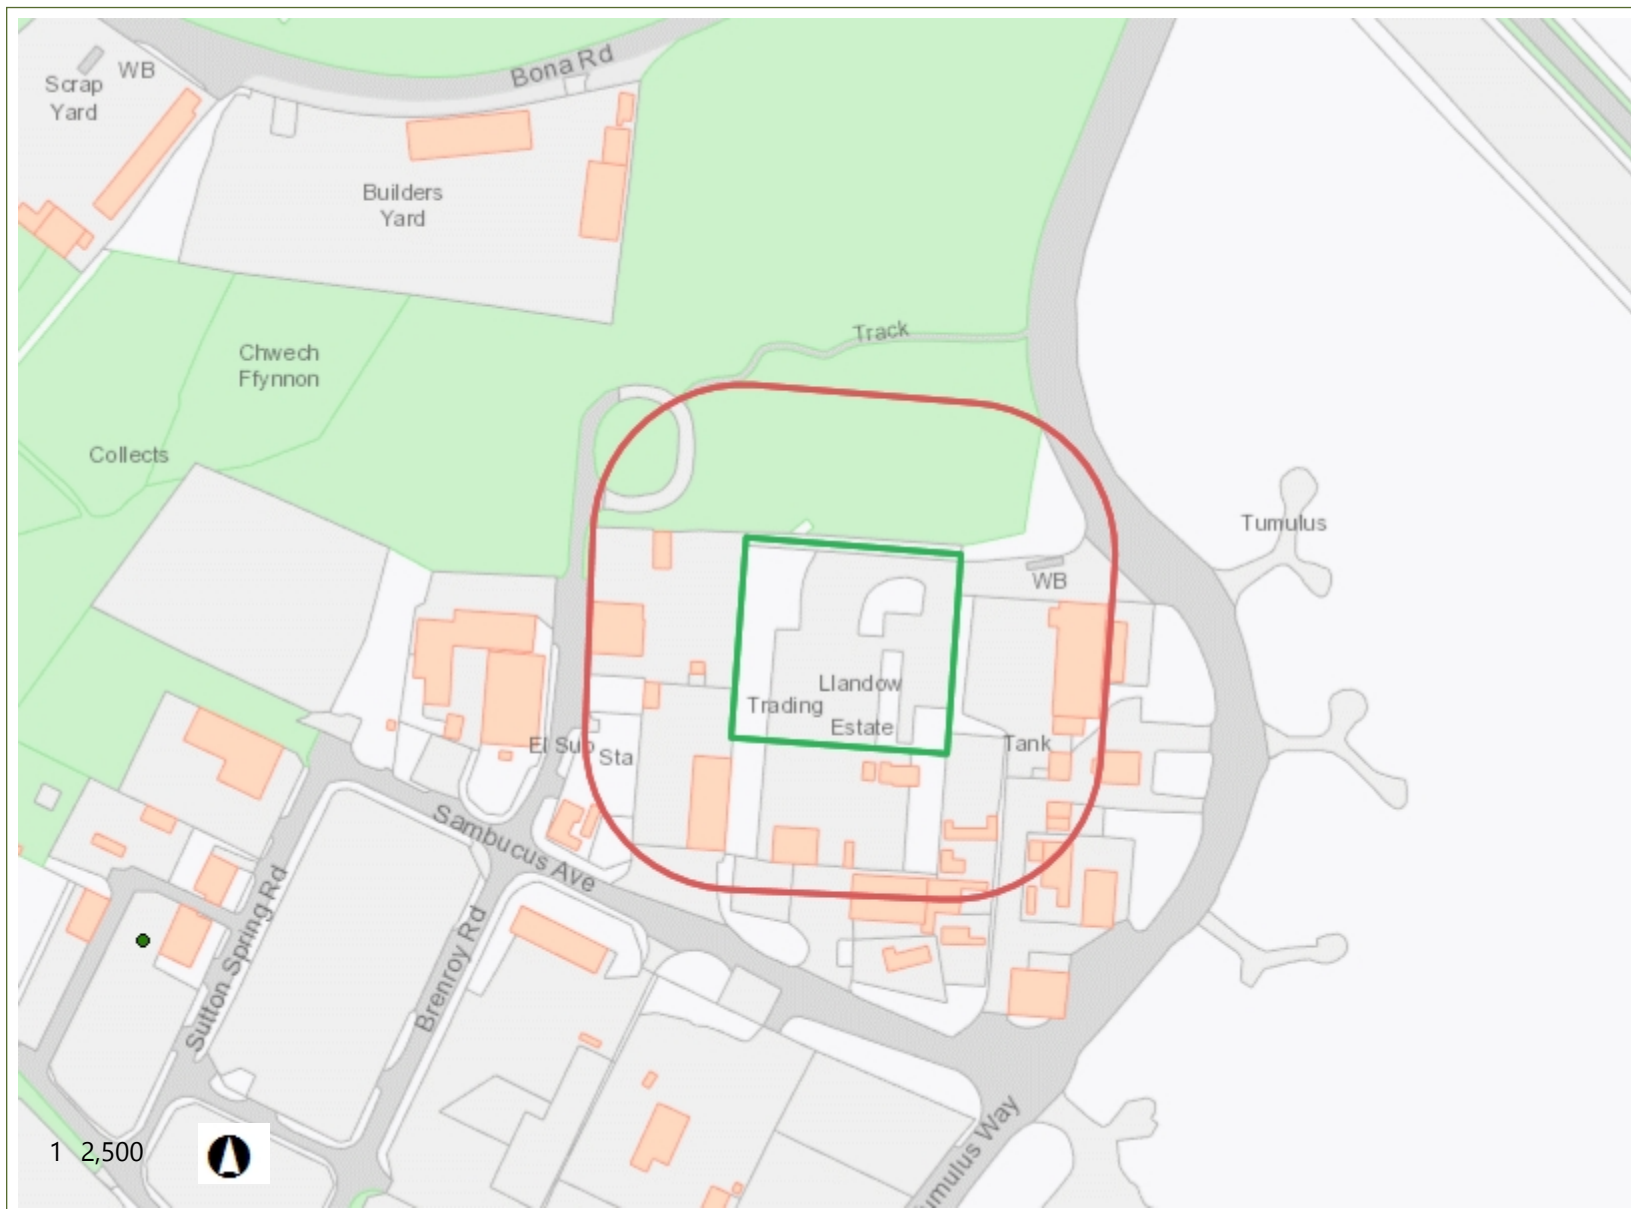 Bona Rd
WB
Scrap
Yard
Builders
Yard
Track
Chwech
Ffynnon
Collects
Tumulus
WB
Llandow
Trading
Estate
El Sub
Sta
Tank
Sambucus Ave
Sutton Spring Rd
Brenroy Rd
Tumulus Way
1 2,500